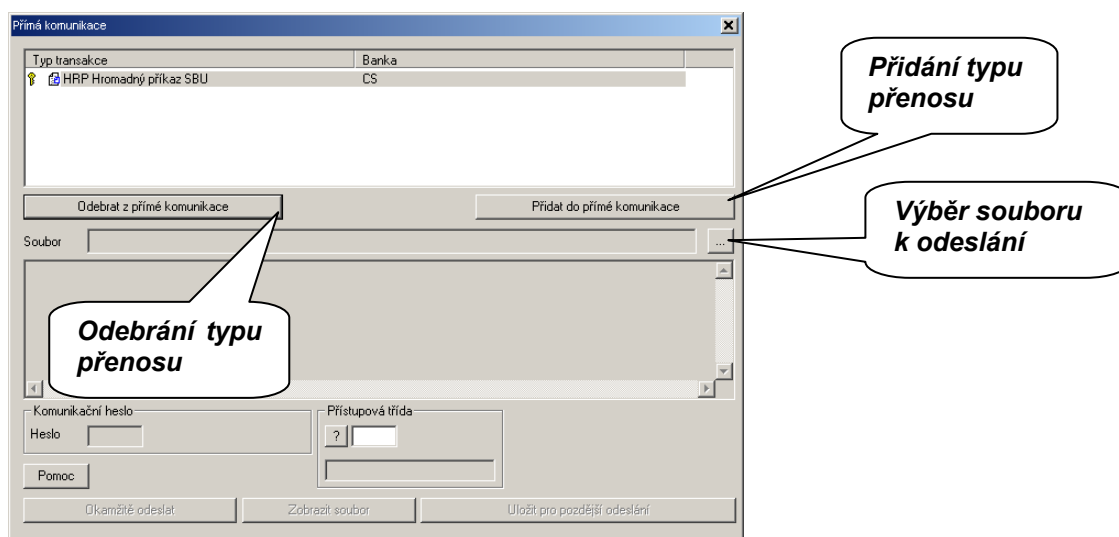 Přímá komunikace
Typ transakce Banka
HRP Hromadný příkaz SBU CS
Přidání typu
přenosu
Odebrat z přímé komunikace Přidat do přímé komunikace
Výběr souboru
k odeslání
Soubor ...
Odebrání typu
přenosu
Komunikační heslo Přístupová třída
Heslo ?
Pomoc
Okamžitě odeslat Zobrazit soubor Uložit pro pozdější odeslání